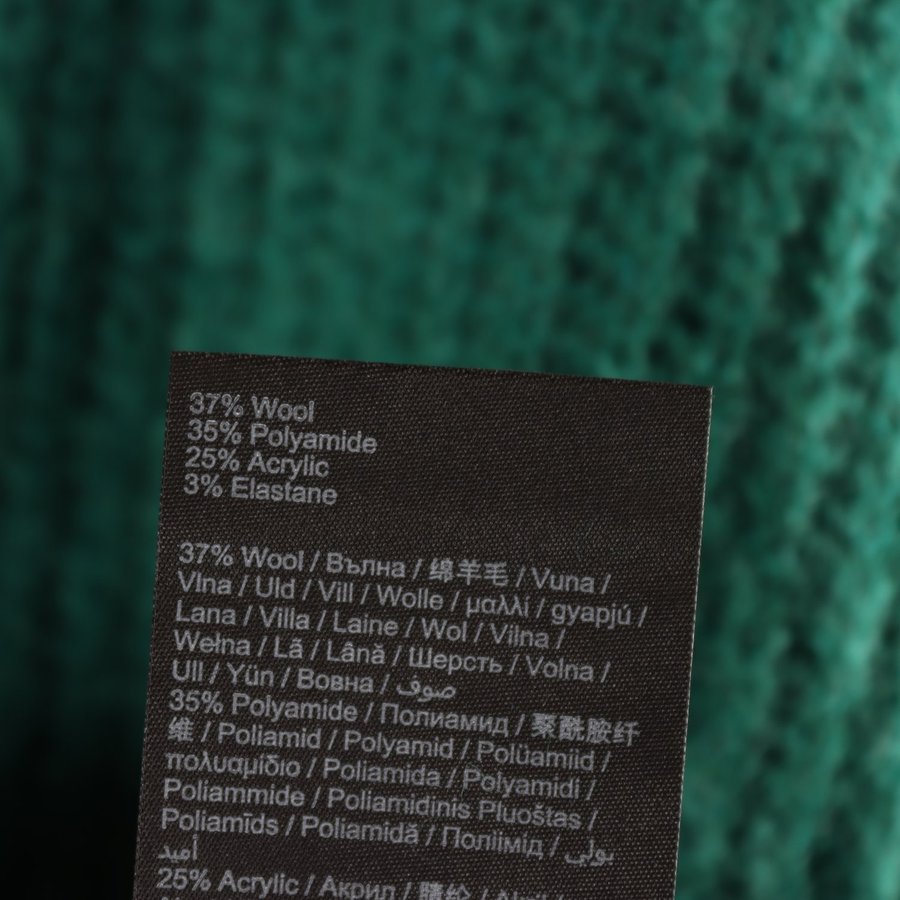 37% Wool
35% Polyamide
25% Acrylic
3% Elastane
37% Wool / Вълна / 绵羊毛 / Vuna /
Vlna / Uld / Vill / Wolle / μαλλί / gyapjú /
Lana / Villa / Laine / Wol / Vilna /
Wełna / Lã / Lână / Шерсть / Volna /
Ull / Yün / Вовна / صوف
35% Polyamide / Полиамид / 聚酰胺纤
维 / Poliamid / Polyamid / Polüamiid /
πολυαμίδιο / Poliamida / Polyamidi /
Poliammide / Poliamidinis Pluoštas /
Poliamīds / Poliamidă / Поліімід / بولي
أميد
25% Acrylic / Акрил / 腈纶 /